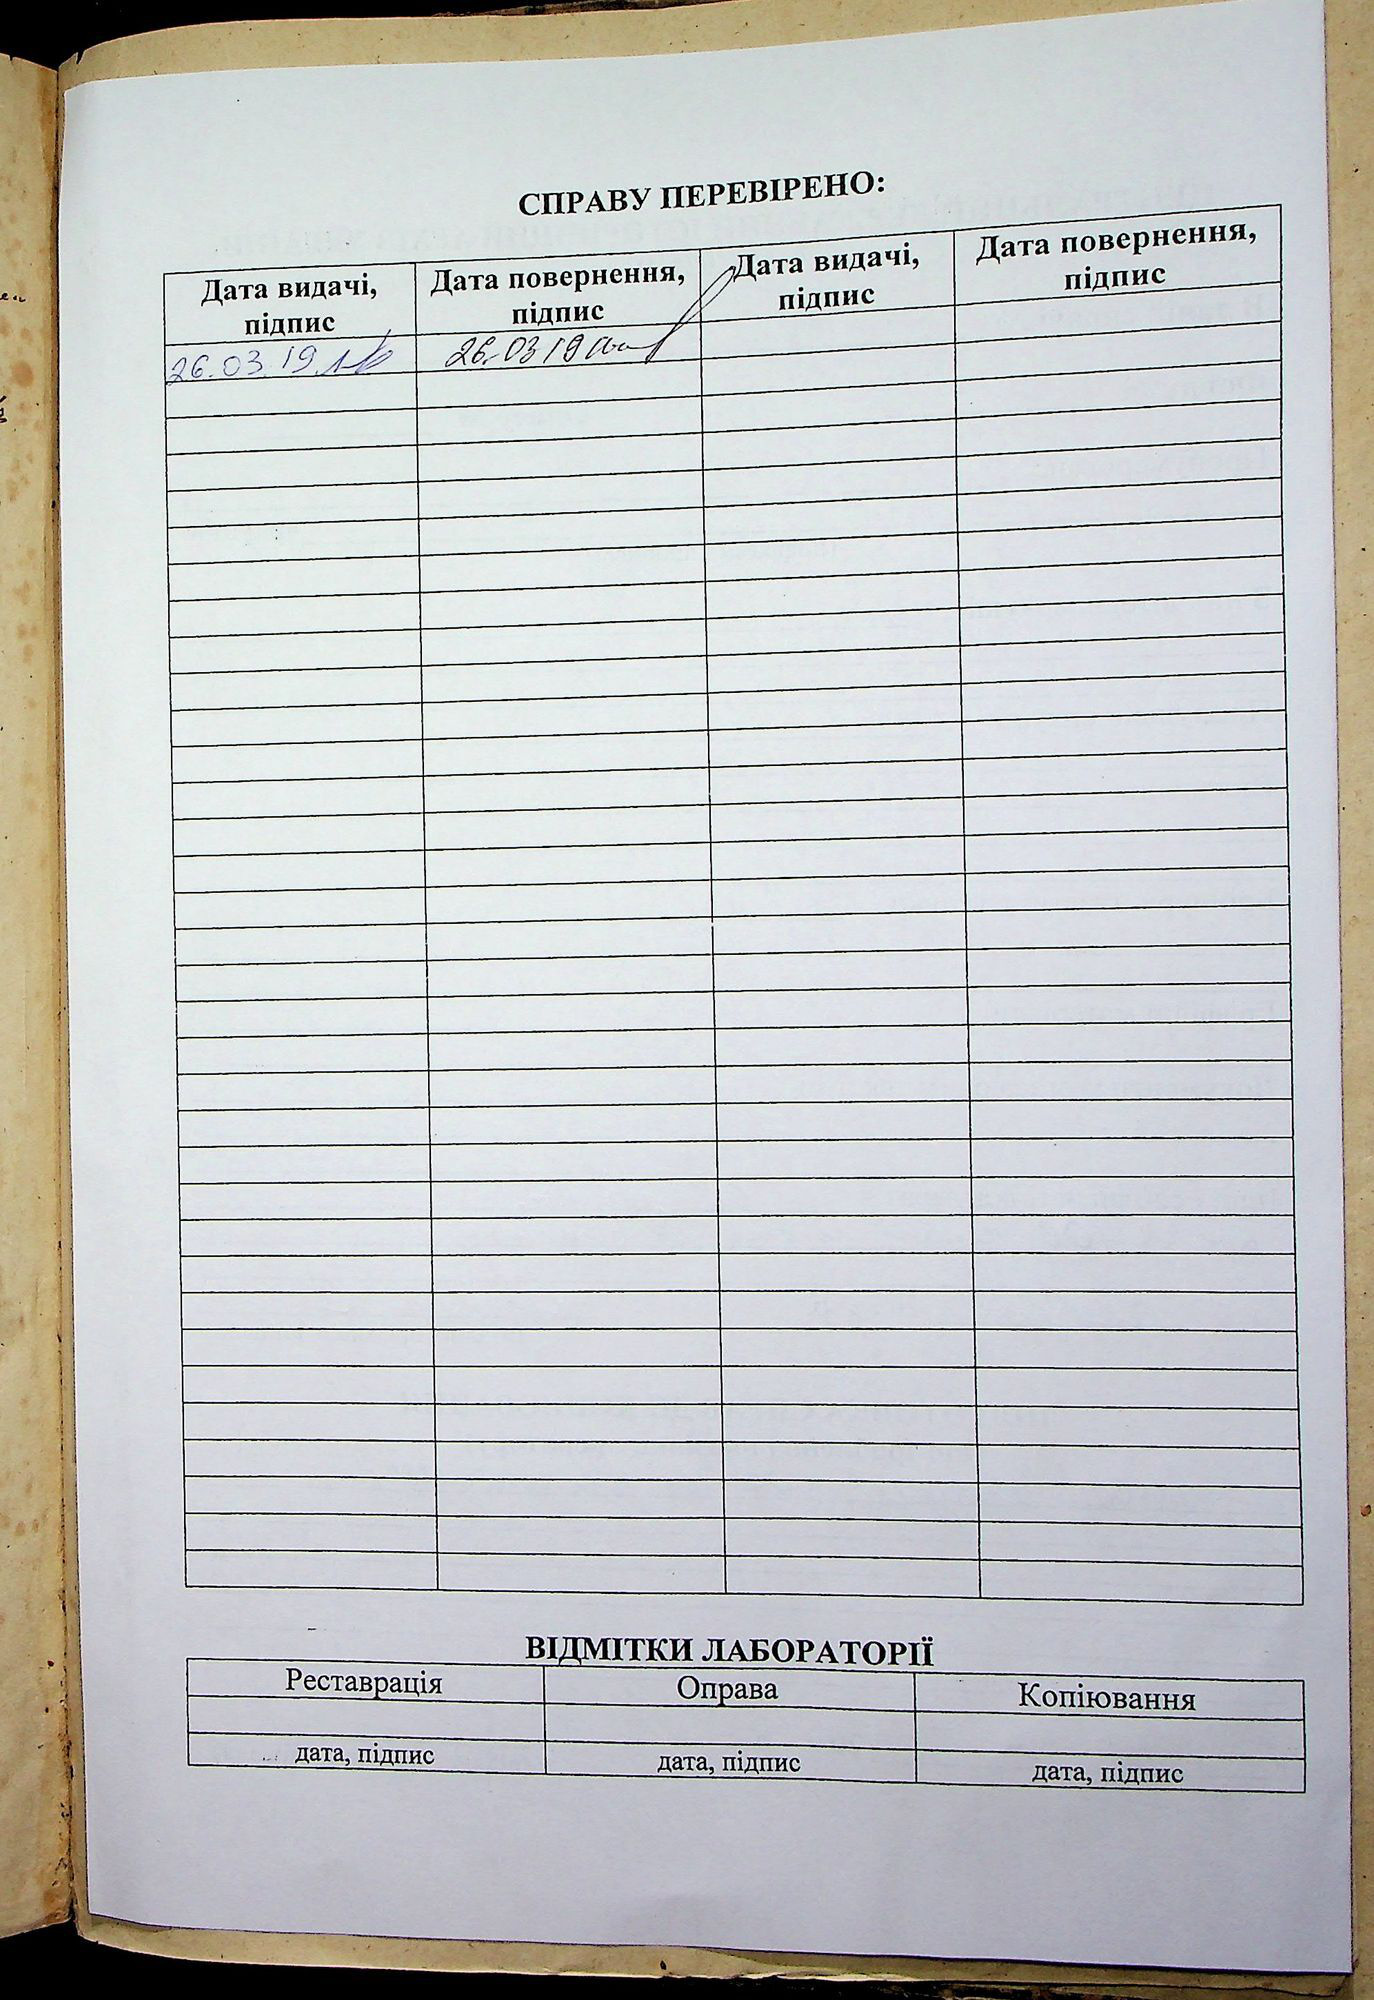 СПРАВУ ПЕРЕВІРЕНО:
Дата видачі, підпис Дата повернення, підпис Дата видачі, підпис Дата повернення, підпис
26.03.19 26.03 19
ВІДМІТКИ ЛАБОРАТОРІЇ
Реставрація Оправа Копіювання
дата, підпис дата, підпис дата, підпис